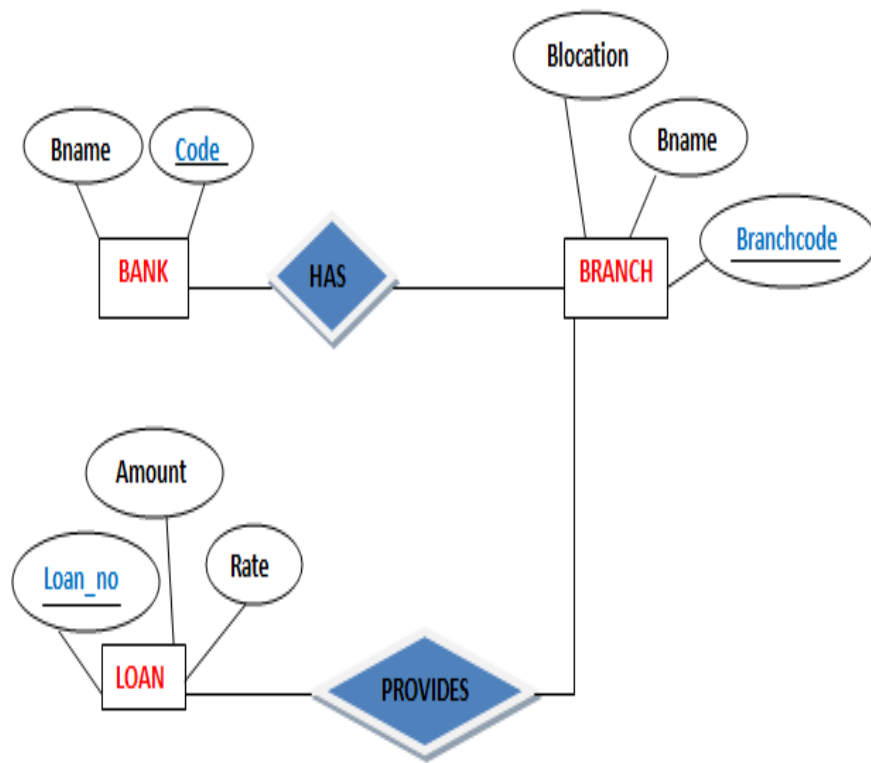 Blocation
Bname
Code
Bname
Branchcode
BANK
HAS
BRANCH
Amount
Loan_no
Rate
LOAN
PROVIDES